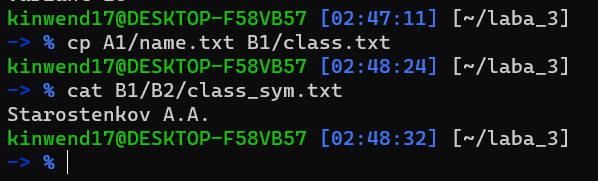 kinwend17@DESKTOP-F58VB57 [02:47:11] [~/laba_3]
-> % cp A1/name.txt B1/class.txt
kinwend17@DESKTOP-F58VB57 [02:48:24] [~/laba_3]
-> % cat B1/B2/class_sym.txt
Starostenkov A.A.
kinwend17@DESKTOP-F58VB57 [02:48:32] [~/laba_3]
-> %